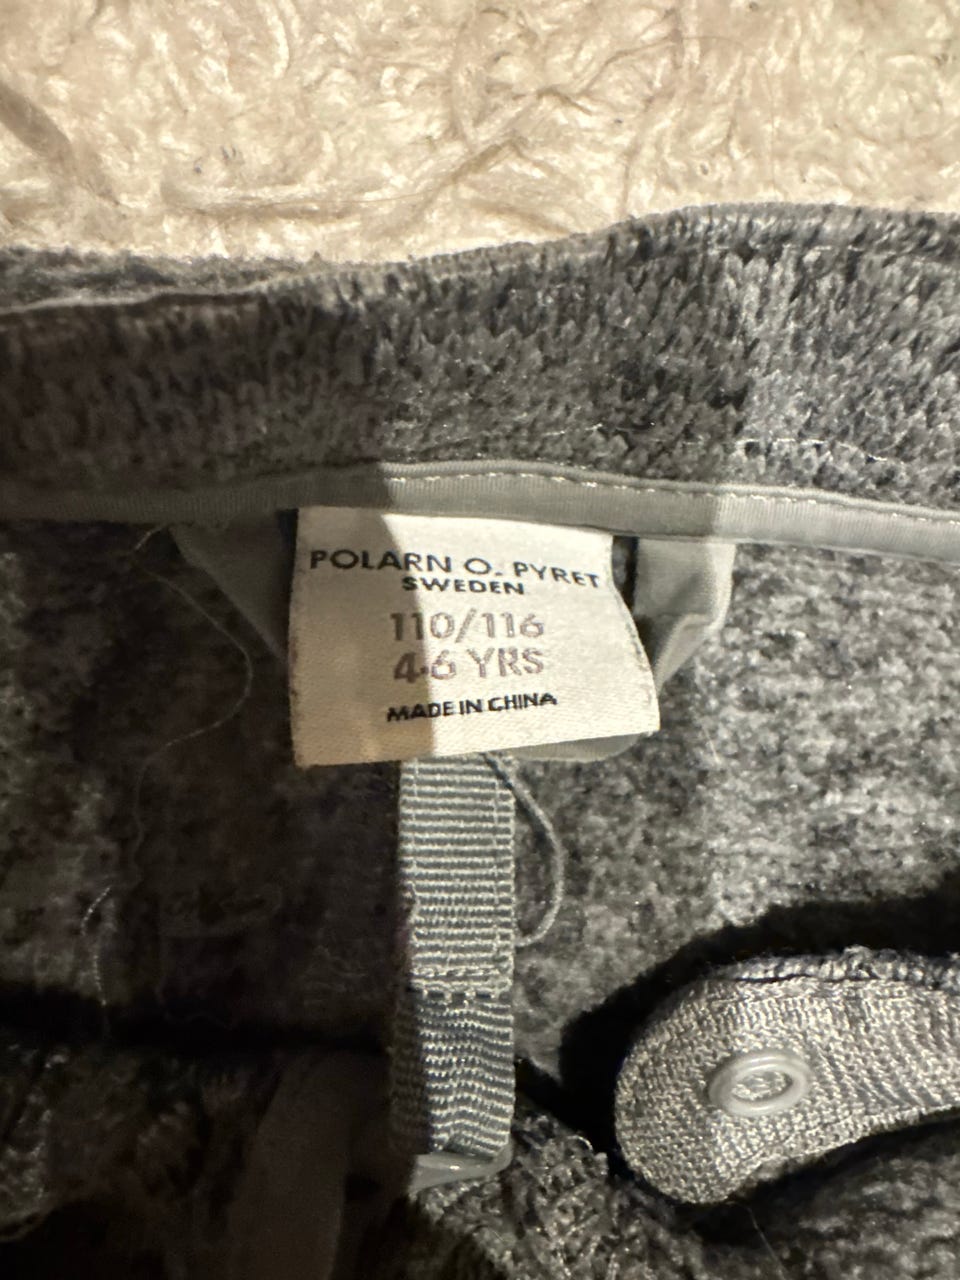 POLARN O. PYRET
SWEDEN
110/116
4-6 YRS
MADE IN CHINA